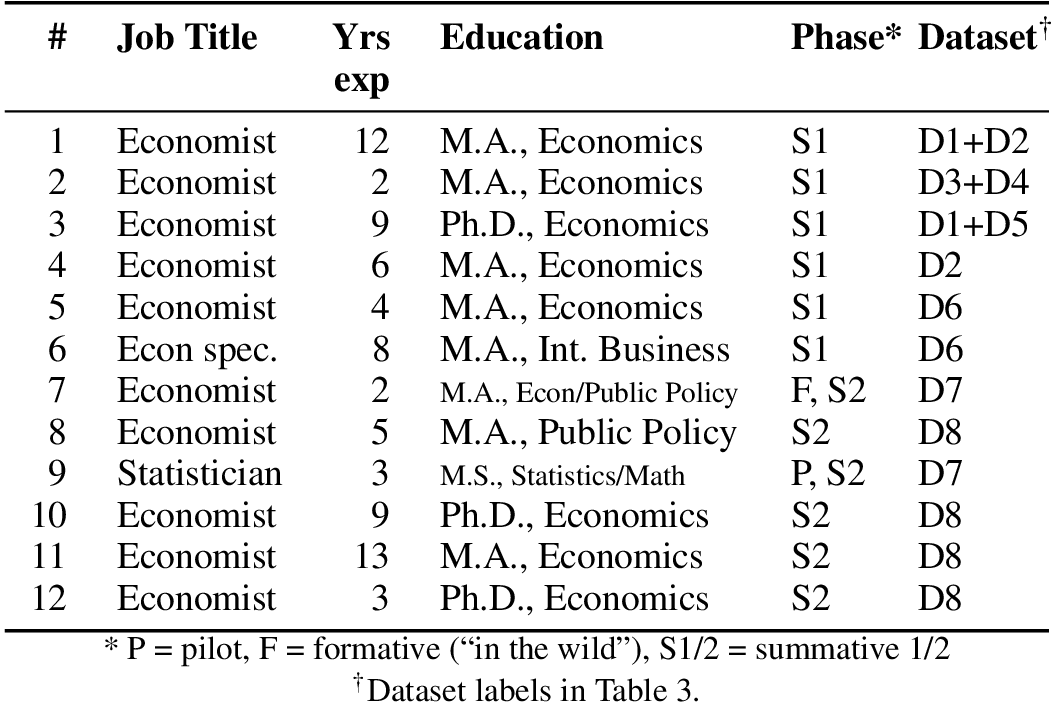 # Job Title Yrs exp Education Phase* Dataset†
1 Economist 12 M.A., Economics S1 D1+D2
2 Economist 2 M.A., Economics S1 D3+D4
3 Economist 9 Ph.D., Economics S1 D1+D5
4 Economist 6 M.A., Economics S1 D2
5 Economist 4 M.A., Economics S1 D6
6 Econ spec. 8 M.A., Int. Business S1 D6
7 Economist 2 M.A., Econ/Public Policy F, S2 D7
8 Economist 5 M.A., Public Policy S2 D8
9 Statistician 3 M.S., Statistics/Math P, S2 D7
10 Economist 9 Ph.D., Economics S2 D8
11 Economist 13 M.A., Economics S2 D8
12 Economist 3 Ph.D., Economics S2 D8
* P = pilot, F = formative (“in the wild”), S1/2 = summative 1/2
†Dataset labels in Table 3.